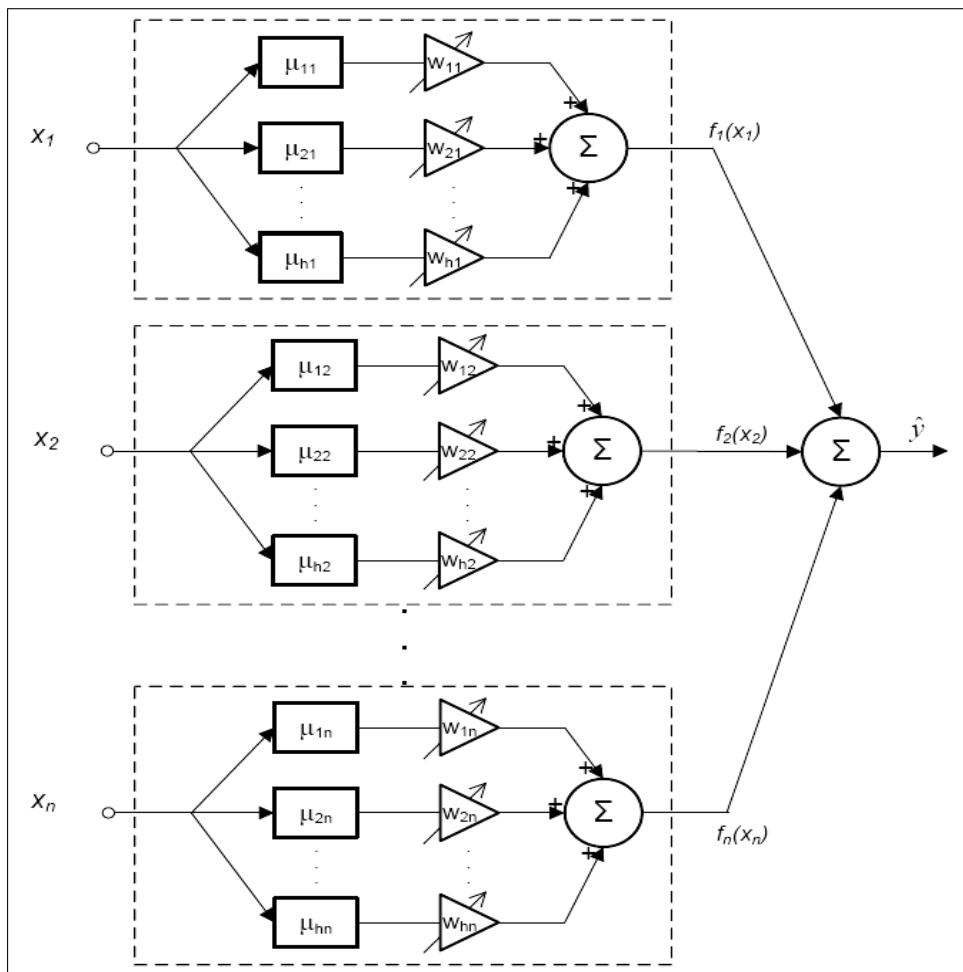 x₁
μ₁₁
w₁₁
+
μ₂₁
w₂₁
+
Σ
f₁(x₁)
+
μₕ₁
wₕ₁
x₂
μ₁₂
w₁₂
+
μ₂₂
w₂₂
+
Σ
f₂(x₂)
Σ
ŷ
+
μₕ₂
wₕ₂
xₙ
μ₁ₙ
w₁ₙ
+
μ₂ₙ
w₂ₙ
+
Σ
fₙ(xₙ)
+
μₕₙ
wₕₙ